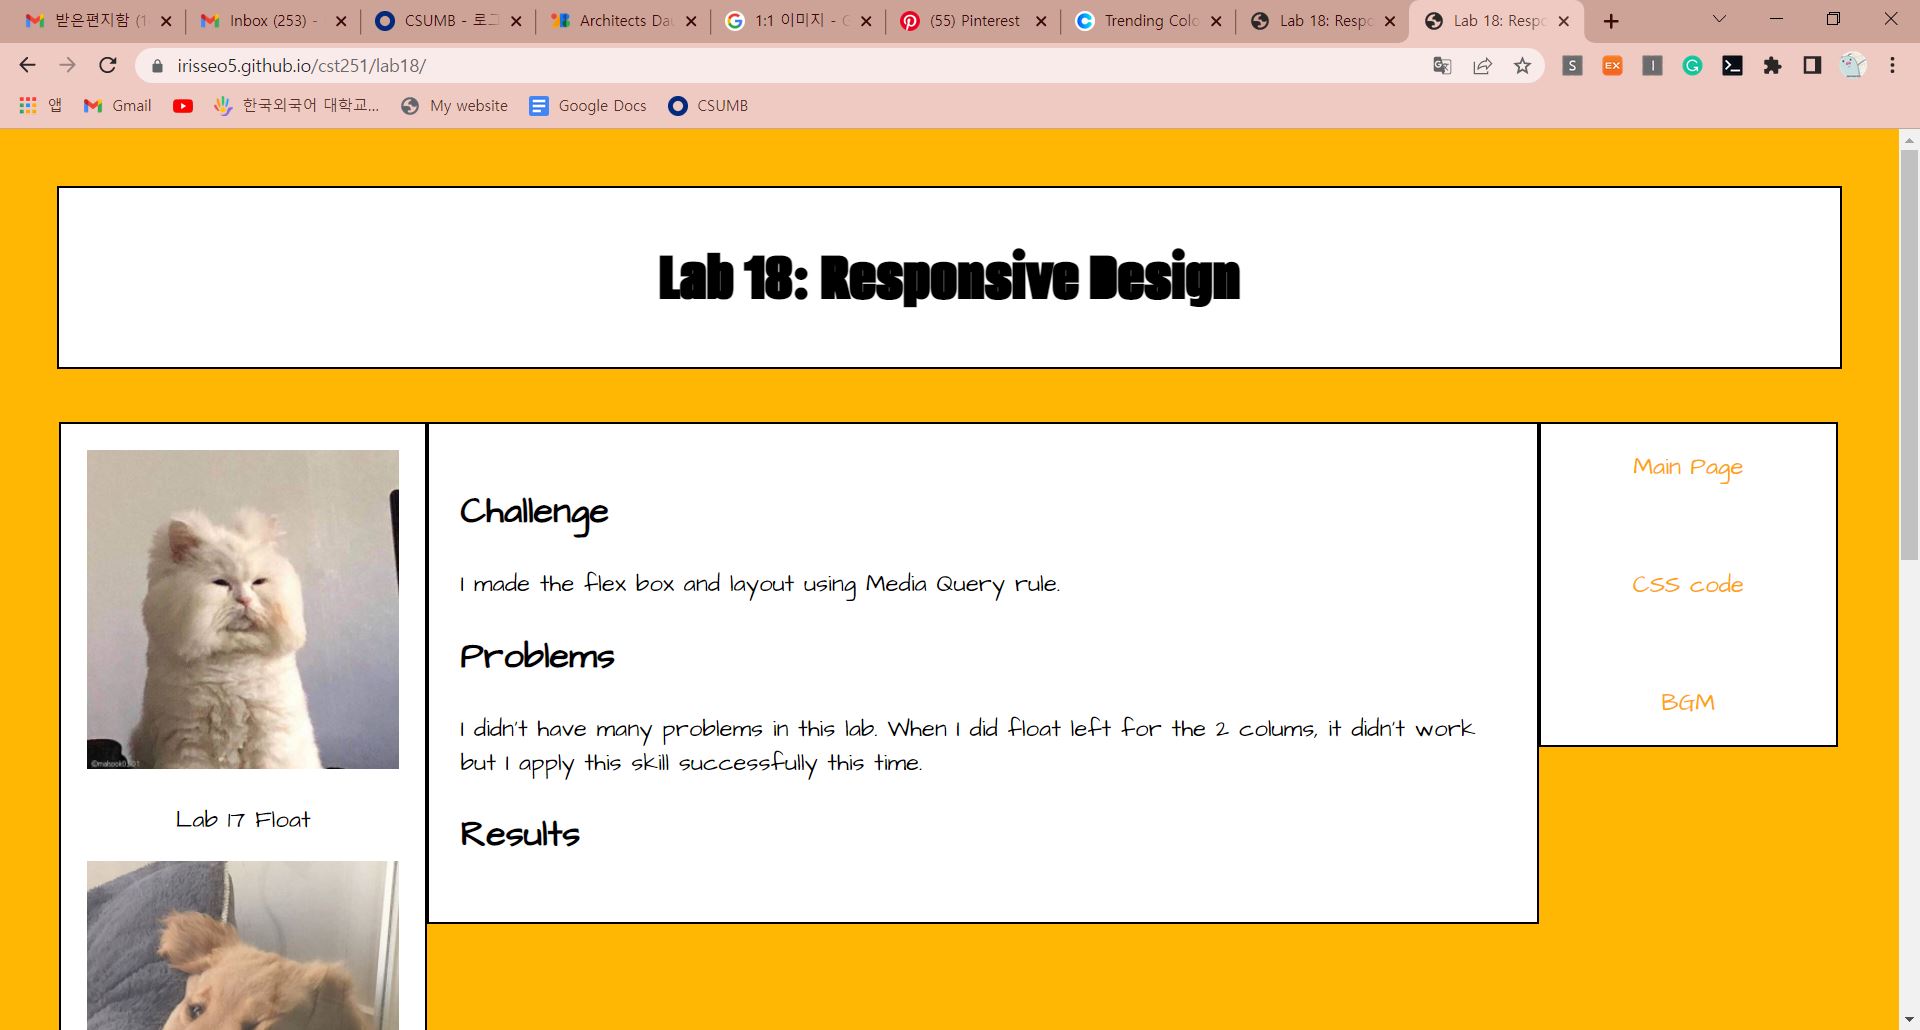 받은편지함 (1
Inbox (253) -
CSUMB - 로그
Architects Dau
1:1 이미지 - G
(55) Pinterest
Trending Colo
Lab 18: Respo
Lab 18: Respo
irisseo5.github.io/cst251/lab18/
앱
Gmail
한국외국어 대학교...
My website
Google Docs
CSUMB
Lab 18: Responsive Design
Lab 17 Float
Challenge
I made the flex box and layout using Media Query rule.
Problems
I didn't have many problems in this lab. When I did float left for the 2 colums, it didn't work
but I apply this skill successfully this time.
Results
Main Page
CSS code
BGM